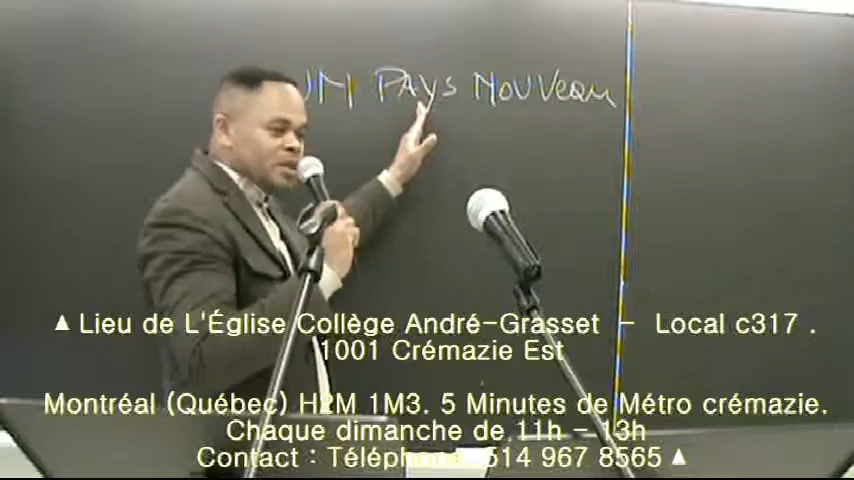 UM PAYS NOUVEAU
▲ Lieu de L'Église Collège André-Grasset - Local c317 .
1001 Crémazie Est
Montréal (Québec) H2M 1M3. 5 Minutes de Métro crémazie.
Chaque dimanche de 11h - 13h
Contact : Téléphone 514 967 8565 ▲